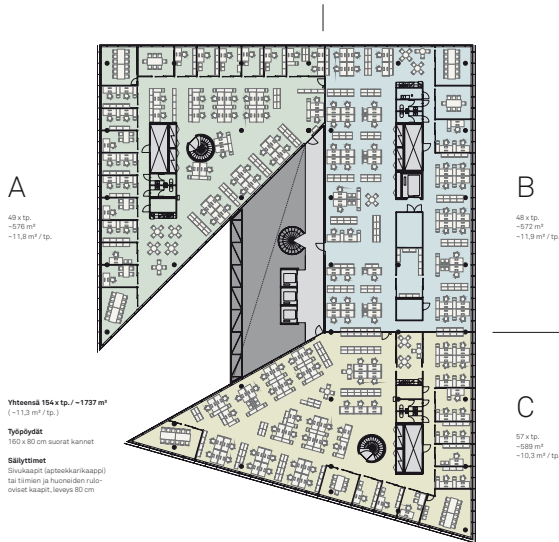 A
49 x tp.
~576 m²
~11,8 m² / tp.
B
48 x tp.
~572 m²
~11,9 m² / tp.
Yhteensä 154 x tp. / ~1737 m²
( ~11,3 m² / tp. )
Työpöydät
160 x 80 cm suorat kannet
Säilyttimet
Sivukaapit (apteekkarikaappi)
tai tiimien ja huoneiden rulo-
oviset kaapit, leveys 80 cm
C
57 x tp.
~589 m²
~10,3 m² / tp.